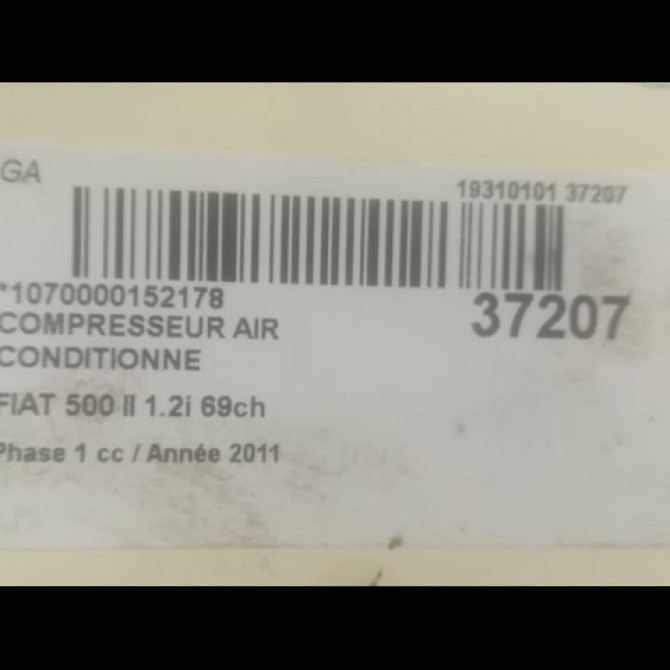 GA
19310101 37207
*1070000152178
37207
COMPRESSEUR AIR
CONDITIONNE
FIAT 500 II 1.2i 69ch
Phase 1 cc / Année 2011